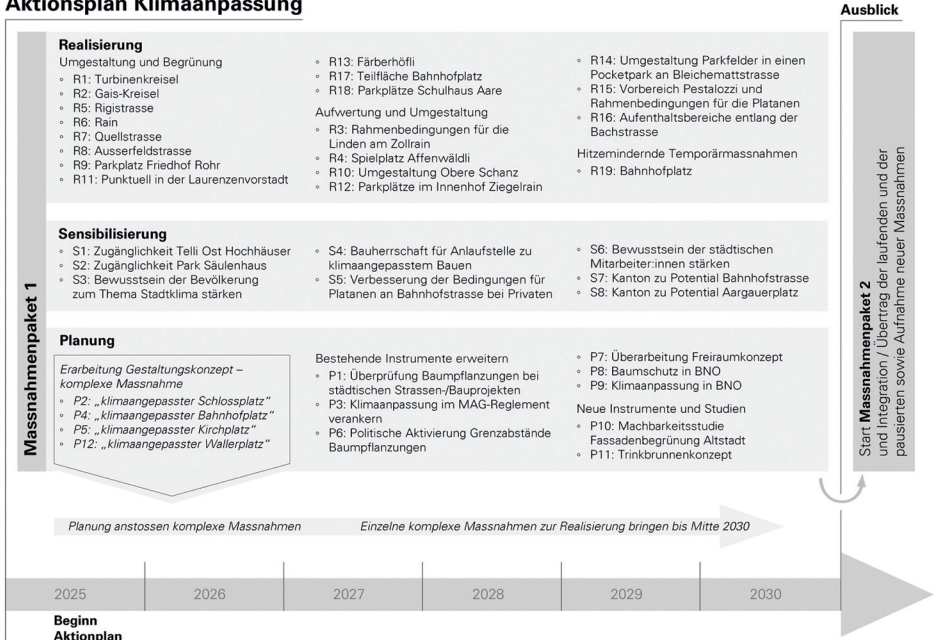 Aktionsplan Klimaanpassung
Ausblick
Massnahmenpaket 1
Realisierung
Umgestaltung und Begrünung
◦ R1: Turbinenkreisel
◦ R2: Gais-Kreisel
◦ R5: Rigistrasse
◦ R6: Rain
◦ R7: Quellstrasse
◦ R8: Ausserfeldstrasse
◦ R9: Parkplatz Friedhof Rohr
◦ R11: Punktuell in der Laurenzenvorstadt
◦ R13: Färberhöfli
◦ R17: Teilfläche Bahnhofplatz
◦ R18: Parkplätze Schulhaus Aare
Aufwertung und Umgestaltung
◦ R3: Rahmenbedingungen für die
Linden am Zollrain
◦ R4: Spielplatz Affenwäldli
◦ R10: Umgestaltung Obere Schanz
◦ R12: Parkplätze im Innenhof Ziegelrain
◦ R14: Umgestaltung Parkfelder in einen
Pocketpark an Bleichemattstrasse
◦ R15: Vorbereich Pestalozzi und
Rahmenbedingungen für die Platanen
◦ R16: Aufenthaltsbereiche entlang der
Bachstrasse
Hitzemindernde Temporärmassnahmen
◦ R19: Bahnhofplatz
Sensibilisierung
◦ S1: Zugänglichkeit Telli Ost Hochhäuser
◦ S2: Zugänglichkeit Park Säulenhaus
◦ S3: Bewusstsein der Bevölkerung
zum Thema Stadtklima stärken
◦ S4: Bauherrschaft für Anlaufstelle zu
klimaangepasstem Bauen
◦ S5: Verbesserung der Bedingungen für
Platanen an Bahnhofstrasse bei Privaten
◦ S6: Bewusstsein der städtischen
Mitarbeiter:innen stärken
◦ S7: Kanton zu Potential Bahnhofstrasse
◦ S8: Kanton zu Potential Aargauerplatz
Planung
Erarbeitung Gestaltungskonzept –
komplexe Massnahme
◦ P2: „klimaangepasster Schlossplatz“
◦ P4: „klimaangepasster Bahnhofplatz“
◦ P5: „klimaangepasster Kirchplatz“
◦ P12: „klimaangepasster Wallerplatz“
Bestehende Instrumente erweitern
◦ P1: Überprüfung Baumpflanzungen bei
städtischen Strassen-/Bauprojekten
◦ P3: Klimaanpassung im MAG-Reglement
verankern
◦ P6: Politische Aktivierung Grenzabstände
Baumpflanzungen
◦ P7: Überarbeitung Freiraumkonzept
◦ P8: Baumschutz in BNO
◦ P9: Klimaanpassung in BNO
Neue Instrumente und Studien
◦ P10: Machbarkeitsstudie
Fassadenbegrünung Altstadt
◦ P11: Trinkbrunnenkonzept
Start Massnahmenpaket 2
und Integration / Übertrag der laufenden und der
pausierten sowie Aufnahme neuer Massnahmen
Planung anstossen komplexe Massnahmen
Einzelne komplexe Massnahmen zur Realisierung bringen bis Mitte 2030
2025
2026
2027
2028
2029
2030
Beginn
Aktionplan